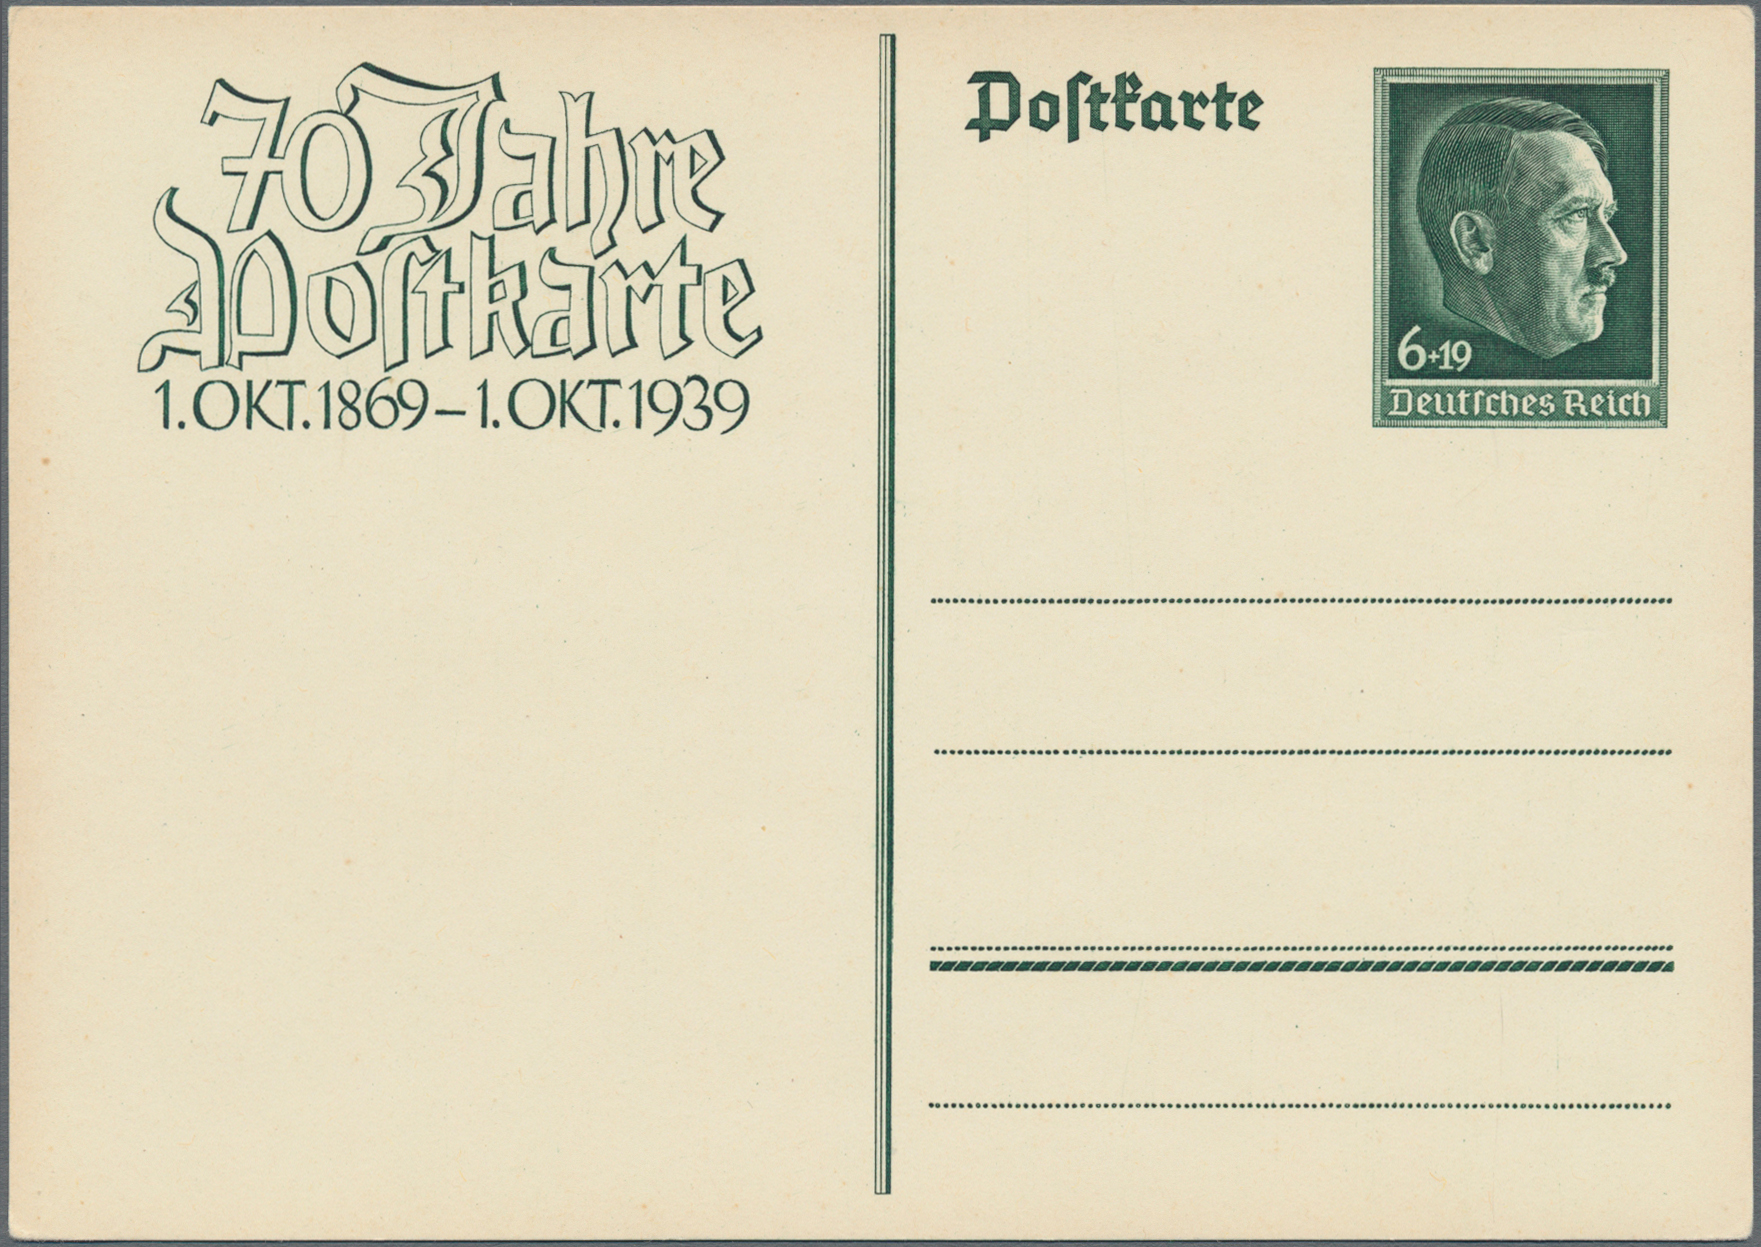 70 Jahre
Poſtkarte
1. OKT. 1869 – 1. OKT. 1939
Poſtkarte
6+19
Deutſches Reich